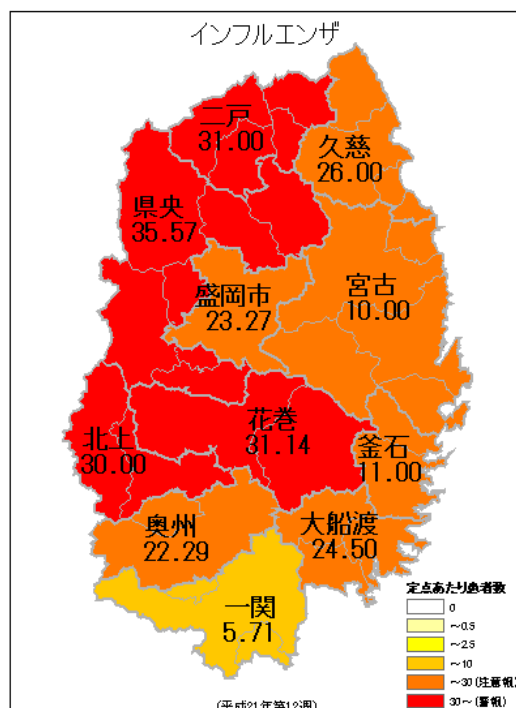 インフルエンザ
二戸
31.00
久慈
26.00
県央
35.57
盛岡市
23.27
宮古
10.00
花巻
31.14
北上
30.00
釜石
11.00
奥州
22.29
大船渡
24.50
一関
5.71
定点あたり患者数
0
～0.5
～2.5
～10
～30(注意報)
30～(警報)
(平成21年第12週)